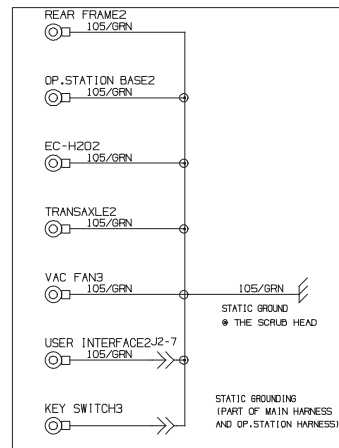 REAR FRAME2
105/GRN
OP.STATION BASE2
105/GRN
EC-H2O2
105/GRN
TRANSAXLE2
105/GRN
VAC FAN3
105/GRN
105/GRN
STATIC GROUND
@ THE SCRUB HEAD
USER INTERFACE2 J2-7
105/GRN
KEY SWITCH3
STATIC GROUNDING
(PART OF MAIN HARNESS
AND OP.STATION HARNESS)